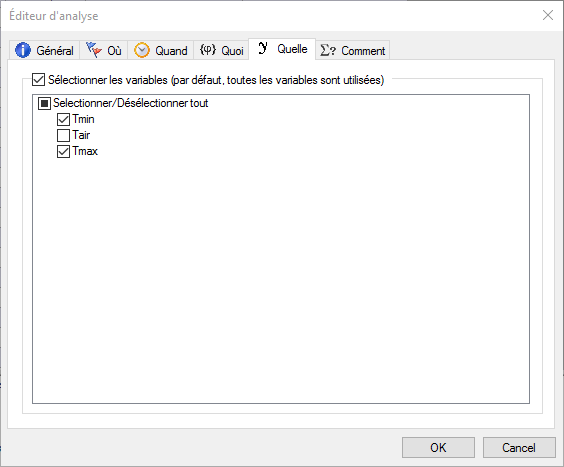 Éditeur d'analyse
Général Où Quand {φ} Quoi y Quelle Σ? Comment
Sélectionner les variables (par défaut, toutes les variables sont utilisées)
Selectionner/Désélectionner tout
Tmin
Tair
Tmax
OK Cancel